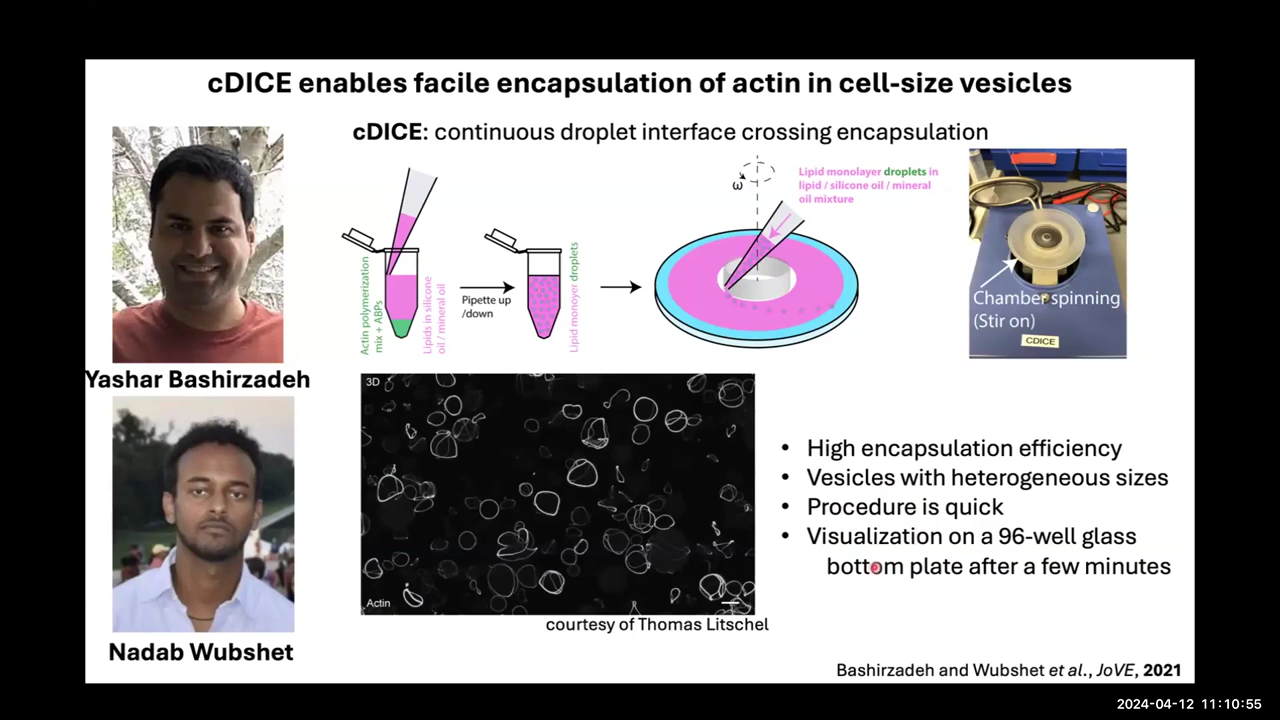 cDICE enables facile encapsulation of actin in cell-size vesicles
cDICE: continuous droplet interface crossing encapsulation
Yashar Bashirzadeh
Nadab Wubshet
Actin polymerization
mix + ABPs
Lipids in silicone
oil / mineral oil
Pipette up
/down
Lipid monoyer droplets
ω
Lipid monolayer droplets in
lipid / silicone oil / mineral
oil mixture
Chamber spinning
(Stir on)
CDICE
3D
Actin
courtesy of Thomas Litschel
• High encapsulation efficiency
• Vesicles with heterogeneous sizes
• Procedure is quick
• Visualization on a 96-well glass
bottom plate after a few minutes
Bashirzadeh and Wubshet et al., JoVE, 2021
2024-04-12 11:10:55